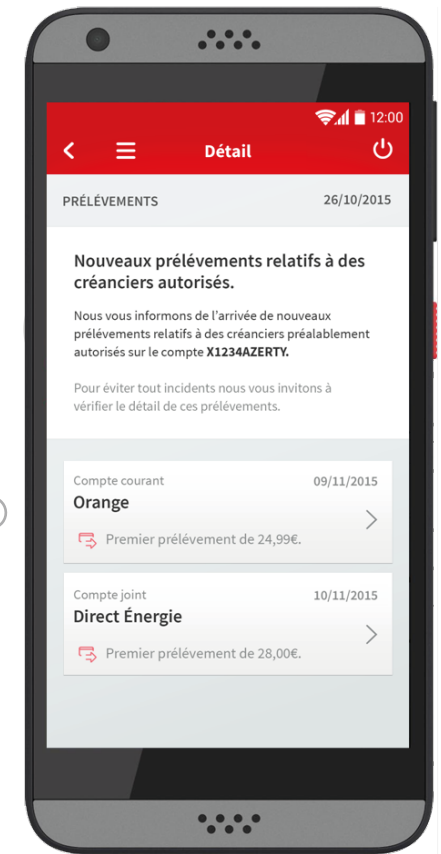 12:00
Détail
PRÉLÉVEMENTS 26/10/2015
Nouveaux prélévements relatifs à des
créanciers autorisés.
Nous vous informons de l'arrivée de nouveaux
prélévements relatifs à des créanciers préalablement
autorisés sur le compte X1234AZERTY.
Pour éviter tout incidents nous vous invitons à
vérifier le détail de ces prélévements.
Compte courant 09/11/2015
Orange
Premier prélévement de 24,99€.
Compte joint 10/11/2015
Direct Énergie
Premier prélévement de 28,00€.